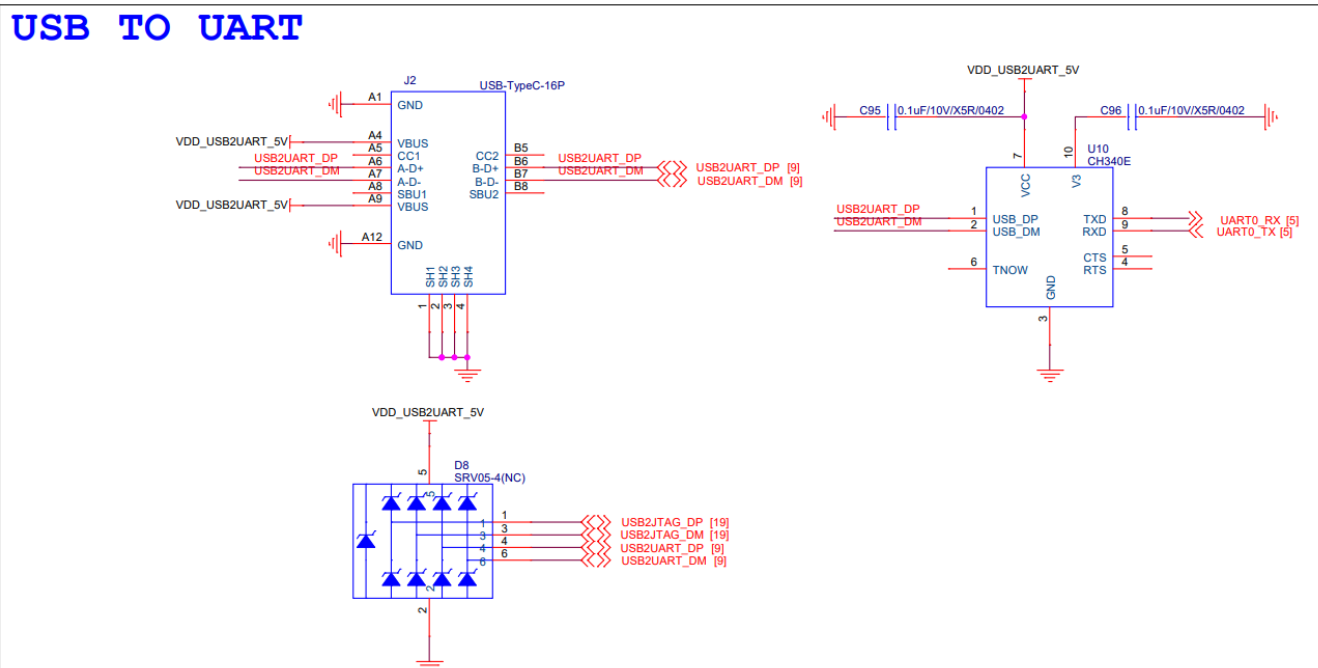 USB TO UART
J2
USB-TypeC-16P
A1
GND
VDD_USB2UART_5V
A4
VBUS
A5
CC1
CC2
B5
USB2UART_DP
A6
A-D+
B-D+
B6
USB2UART_DP
USB2UART_DP [9]
USB2UART_DM
A7
A-D-
B-D-
B7
USB2UART_DM
USB2UART_DM [9]
A8
SBU1
SBU2
B8
VDD_USB2UART_5V
A9
VBUS
A12
GND
SH1
SH2
SH3
SH4
1
2
3
4
VDD_USB2UART_5V
C95
0.1uF/10V/X5R/0402
C96
0.1uF/10V/X5R/0402
7
10
U10
CH340E
VCC
V3
USB2UART_DP
1
USB_DP
TXD
8
UART0_RX [5]
USB2UART_DM
2
USB_DM
RXD
9
UART0_TX [5]
CTS
5
6
TNOW
RTS
4
GND
3
VDD_USB2UART_5V
5
D8
SRV05-4(NC)
5
1
1
USB2JTAG_DP [19]
3
3
USB2JTAG_DM [19]
4
4
USB2UART_DP [9]
6
6
USB2UART_DM [9]
2
2